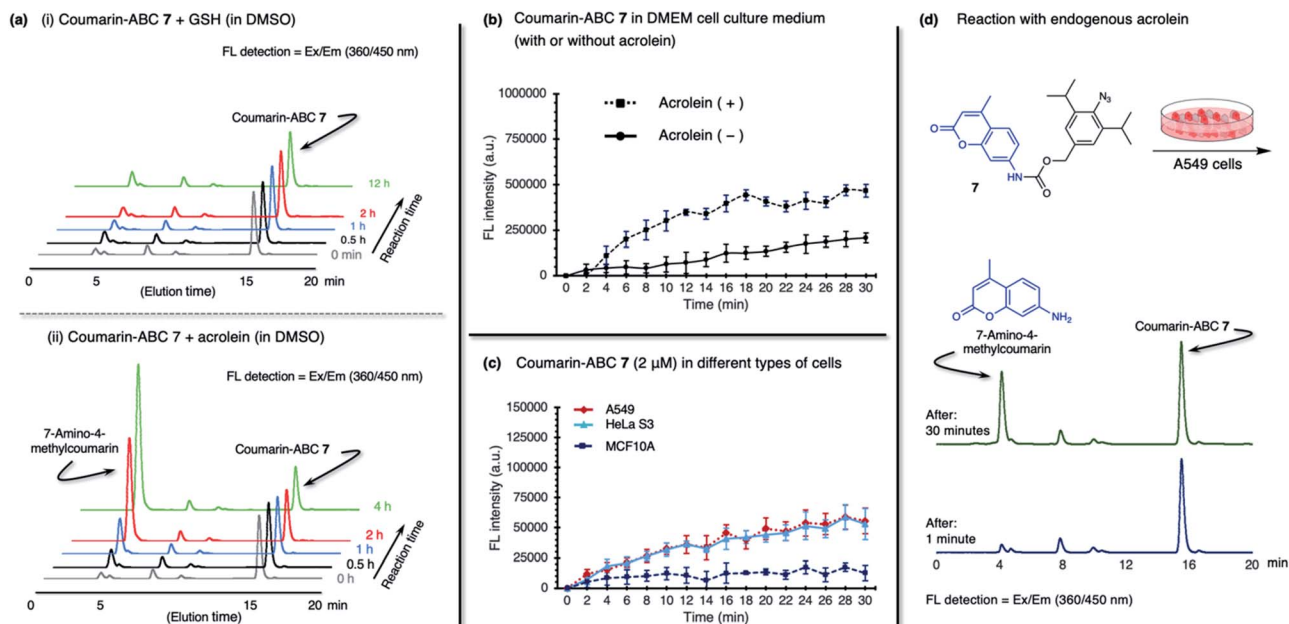 (a) (i) Coumarin-ABC 7 + GSH (in DMSO)
FL detection = Ex/Em (360/450 nm)
Coumarin-ABC 7
12 h
2 h
1 h
0.5 h
0 min
Reaction time
0 5 15 20 min
(Elution time)
(ii) Coumarin-ABC 7 + acrolein (in DMSO)
FL detection = Ex/Em (360/450 nm)
7-Amino-4-
methylcoumarin
Coumarin-ABC 7
4 h
2 h
1 h
0.5 h
0 h
Reaction time
0 5 15 20 min
(Elution time)
(b) Coumarin-ABC 7 in DMEM cell culture medium
(with or without acrolein)
1000000
750000
500000
250000
0
FL intensity (a.u.)
Acrolein ( + )
Acrolein ( − )
0 2 4 6 8 10 12 14 16 18 20 22 24 26 28 30
Time (min)
(c) Coumarin-ABC 7 (2 μM) in different types of cells
150000
125000
100000
75000
50000
25000
0
FL intensity (a.u.)
A549
HeLa S3
MCF10A
0 2 4 6 8 10 12 14 16 18 20 22 24 26 28 30
Time (min)
(d) Reaction with endogenous acrolein
N3
O
O
O
NH
O
7
A549 cells
O
O
NH2
7-Amino-4-
methylcoumarin
Coumarin-ABC 7
After:
30 minutes
After:
1 minute
0 4 8 12 16 20 min
FL detection = Ex/Em (360/450 nm)